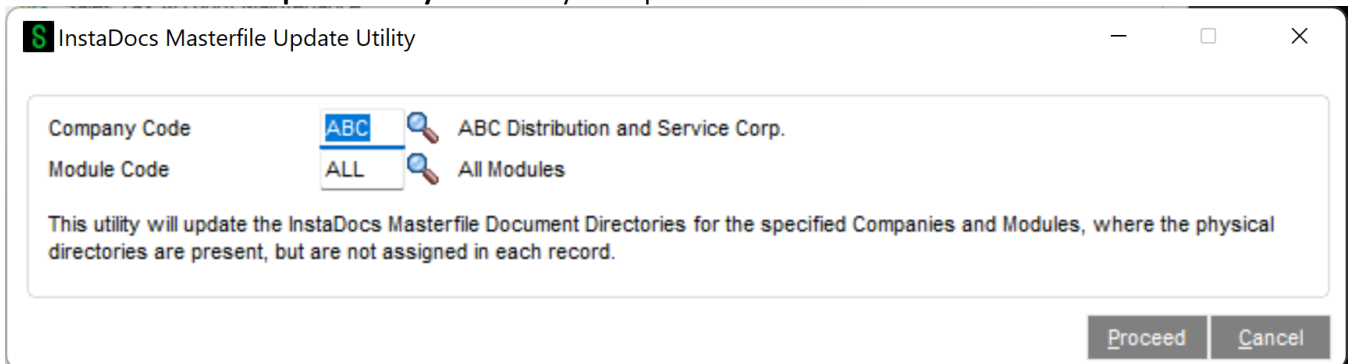 InstaDocs Masterfile Update Utility
Company Code ABC ABC Distribution and Service Corp.
Module Code ALL All Modules
This utility will update the InstaDocs Masterfile Document Directories for the specified Companies and Modules, where the physical
directories are present, but are not assigned in each record.
Proceed Cancel